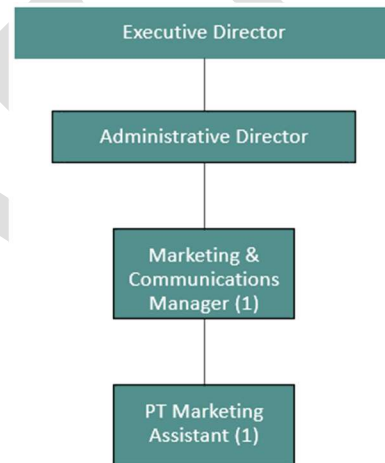 Executive Director
Administrative Director
Marketing &
Communications
Manager (1)
PT Marketing
Assistant (1)